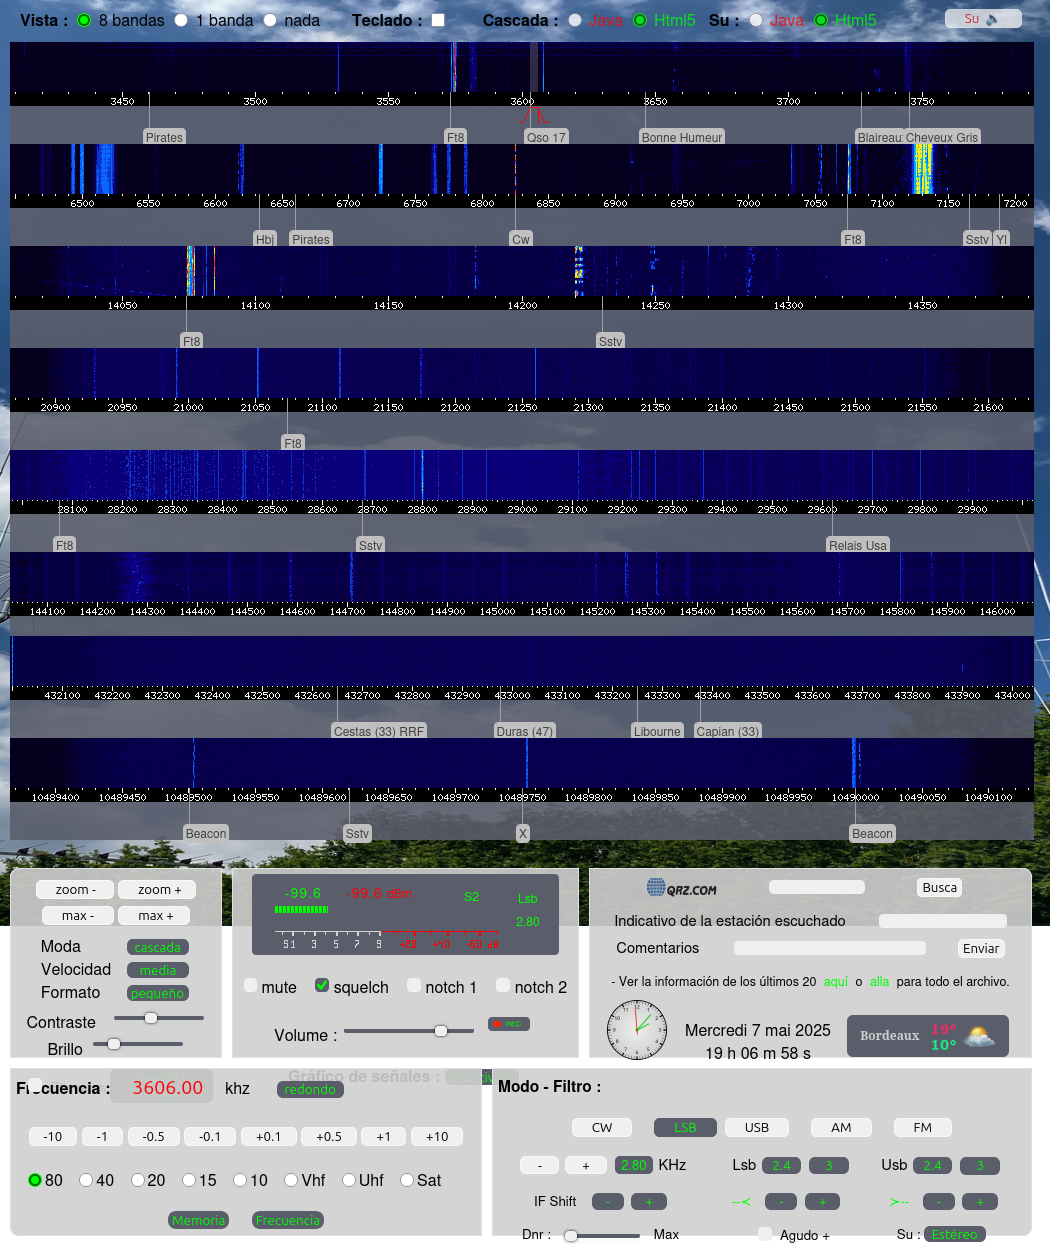 Vista : 8 bandas 1 banda nada Teclado : Cascada : Java Html5 Su : Java Html5 Su
3450 3500 3550 3600 3650 3700 3750
Pirates Ft8 Qso 17 Bonne Humeur Blaireau Cheveux Gris
6500 6550 6600 6650 6700 6750 6800 6850 6900 6950 7000 7050 7100 7150 7200
Hbj Pirates Cw Ft8 Sstv Yl
14050 14100 14150 14200 14250 14300 14350
Ft8 Sstv
20900 20950 21000 21050 21100 21150 21200 21250 21300 21350 21400 21450 21500 21550 21600
Ft8
28100 28200 28300 28400 28500 28600 28700 28800 28900 29000 29100 29200 29300 29400 29500 29600 29700 29800 29900
Ft8 Sstv Relais Usa
144100 144200 144300 144400 144500 144600 144700 144800 144900 145000 145100 145200 145300 145400 145500 145600 145700 145800 145900 146000
432100 432200 432300 432400 432500 432600 432700 432800 432900 433000 433100 433200 433300 433400 433500 433600 433700 433800 433900 434000
Cestas (33) RRF Duras (47) Libourne Capian (33)
10489400 10489450 10489500 10489550 10489600 10489650 10489700 10489750 10489800 10489850 10489900 10489950 10490000 10490050 10490100
Beacon Sstv X Beacon
zoom - zoom +
max - max +
Moda cascada
Velocidad media
Formato pequeño
Contraste
Brillo
-99.6 -99.6 dBm S2 Lsb
2.80
S1 3 5 7 9 +20 +40 +60 dB
mute squelch notch 1 notch 2
Volume : REC
Gráfico de señales :
QRZ.COM Busca
Indicativo de la estación escuchado
Comentarios Enviar
- Ver la información de los últimos 20 aquí o alla para todo el archivo.
Mercredi 7 mai 2025
19 h 06 m 58 s
Bordeaux 19°
10°
Frecuencia : 3606.00 khz redondo
-10 -1 -0.5 -0.1 +0.1 +0.5 +1 +10
80 40 20 15 10 Vhf Uhf Sat
Memoria Frecuencia
Modo - Filtro :
CW LSB USB AM FM
- + 2.80 KHz Lsb 2.4 3 Usb 2.4 3
IF Shift - + --< - + >-- - +
Dnr : Max Agudo + Su : Estéreo